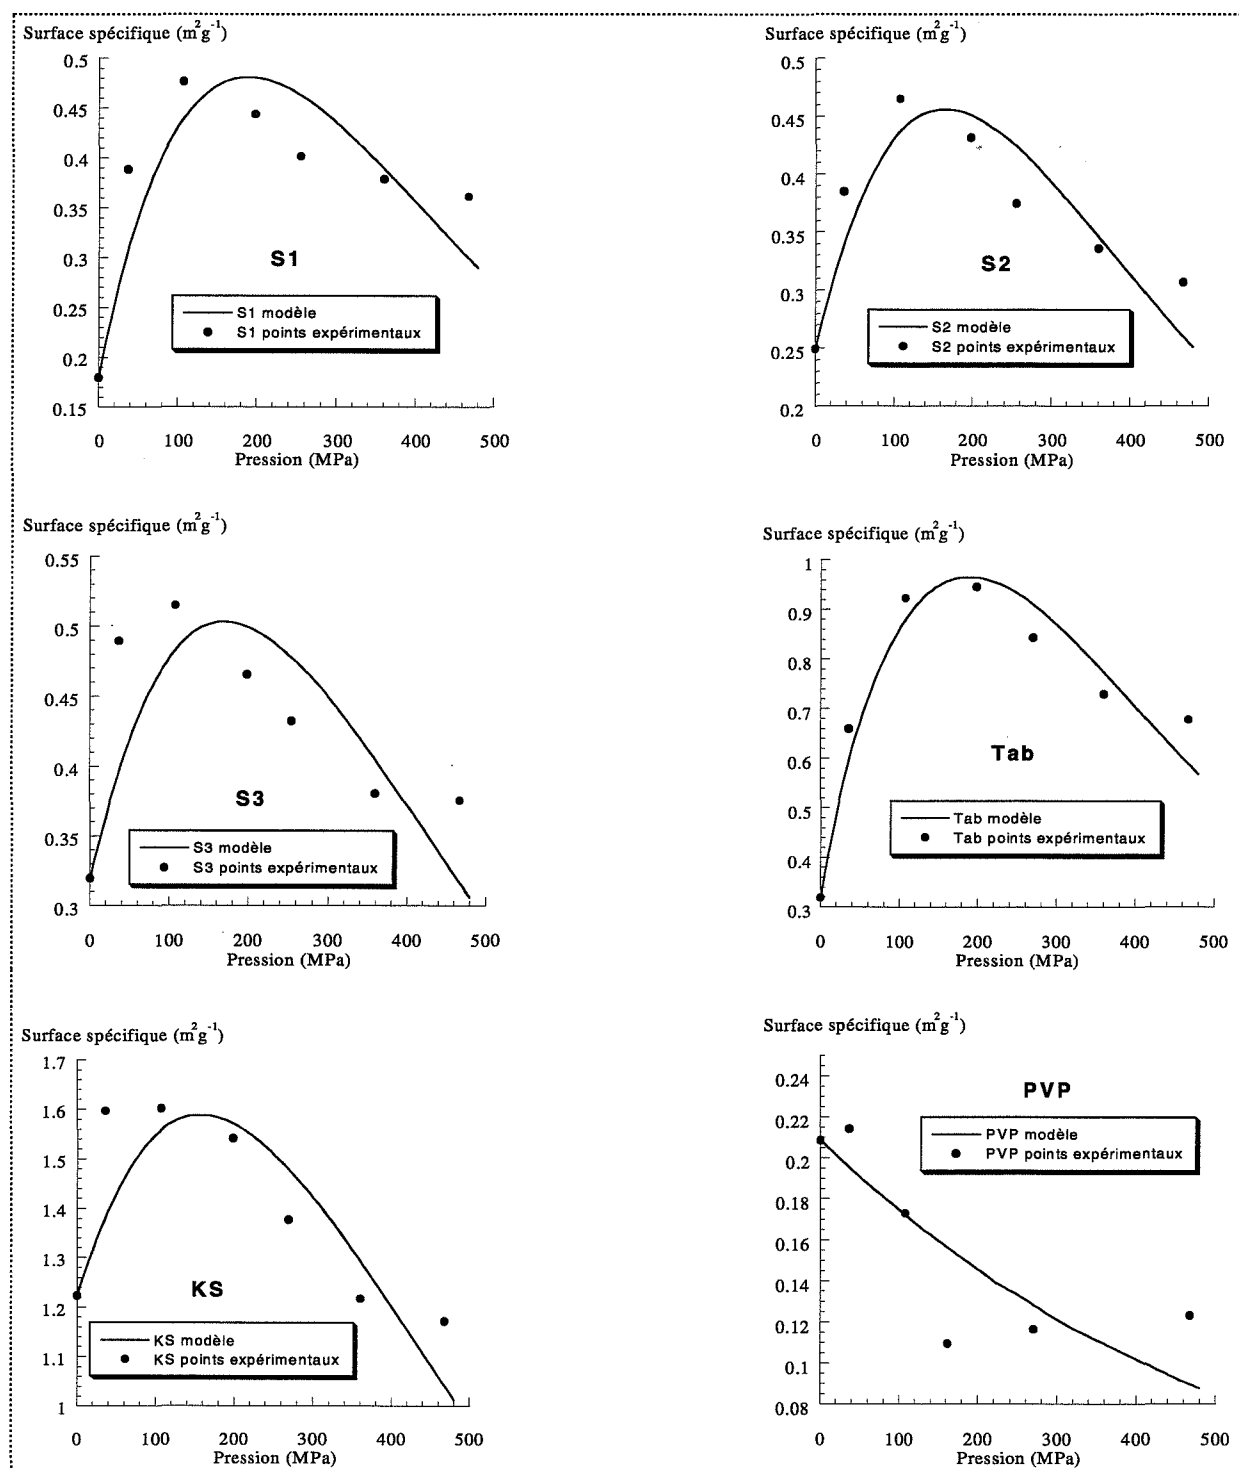 Surface spécifique (m²g⁻¹)
0.5
0.45
0.4
0.35
0.3
0.25
0.2
0.15
S1
S1 modèle
S1 points expérimentaux
0 100 200 300 400 500
Pression (MPa)
Surface spécifique (m²g⁻¹)
0.5
0.45
0.4
0.35
0.3
0.25
0.2
S2
S2 modèle
S2 points expérimentaux
0 100 200 300 400 500
Pression (MPa)
Surface spécifique (m²g⁻¹)
0.55
0.5
0.45
0.4
0.35
0.3
S3
S3 modèle
S3 points expérimentaux
0 100 200 300 400 500
Pression (MPa)
Surface spécifique (m²g⁻¹)
1
0.9
0.8
0.7
0.6
0.5
0.4
0.3
Tab
Tab modèle
Tab points expérimentaux
0 100 200 300 400 500
Pression (MPa)
Surface spécifique (m²g⁻¹)
1.7
1.6
1.5
1.4
1.3
1.2
1.1
1
KS
KS modèle
KS points expérimentaux
0 100 200 300 400 500
Pression (MPa)
Surface spécifique (m²g⁻¹)
0.24
0.22
0.2
0.18
0.16
0.14
0.12
0.1
0.08
PVP
PVP modèle
PVP points expérimentaux
0 100 200 300 400 500
Pression (MPa)